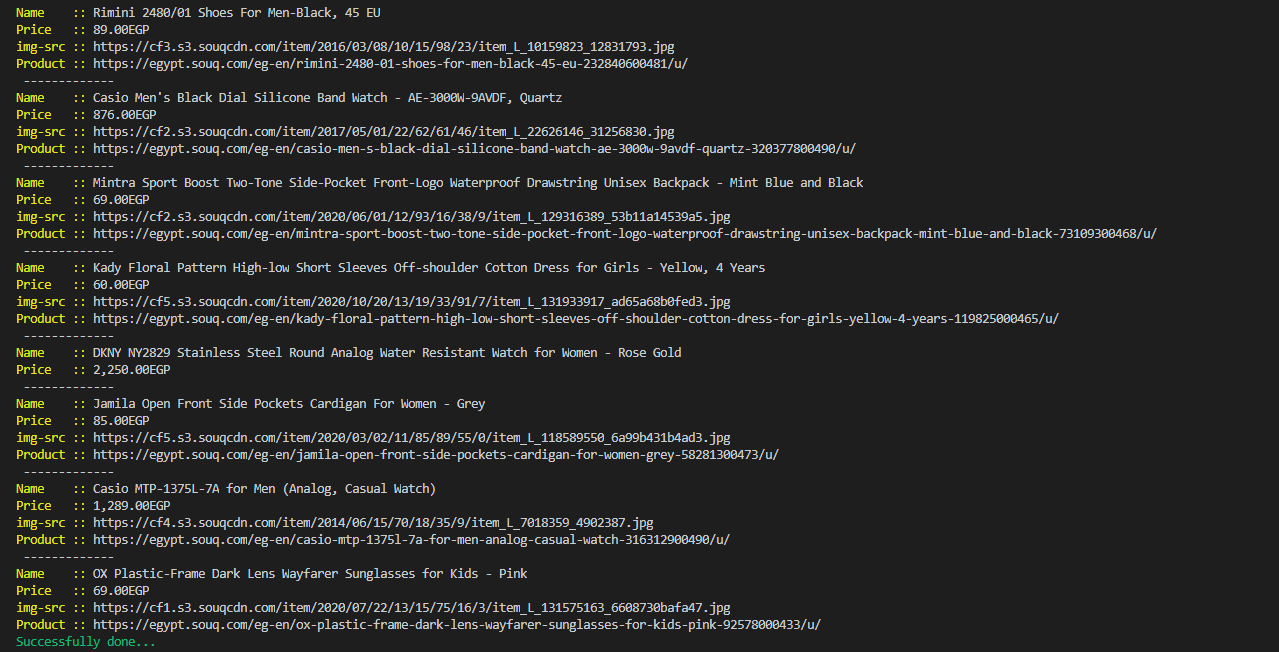 Name    :: Rimini 2480/01 Shoes For Men-Black, 45 EU
Price   :: 89.00EGP
img-src :: https://cf3.s3.souqcdn.com/item/2016/03/08/10/15/98/23/item_L_10159823_12831793.jpg
Product :: https://egypt.souq.com/eg-en/rimini-2480-01-shoes-for-men-black-45-eu-232840600481/u/
-------------
Name    :: Casio Men's Black Dial Silicone Band Watch - AE-3000W-9AVDF, Quartz
Price   :: 876.00EGP
img-src :: https://cf2.s3.souqcdn.com/item/2017/05/01/22/62/61/46/item_L_22626146_31256830.jpg
Product :: https://egypt.souq.com/eg-en/casio-men-s-black-dial-silicone-band-watch-ae-3000w-9avdf-quartz-320377800490/u/
-------------
Name    :: Mintra Sport Boost Two-Tone Side-Pocket Front-Logo Waterproof Drawstring Unisex Backpack - Mint Blue and Black
Price   :: 69.00EGP
img-src :: https://cf2.s3.souqcdn.com/item/2020/06/01/12/93/16/38/9/item_L_129316389_53b11a14539a5.jpg
Product :: https://egypt.souq.com/eg-en/mintra-sport-boost-two-tone-side-pocket-front-logo-waterproof-drawstring-unisex-backpack-mint-blue-and-black-73109300468/u/
-------------
Name    :: Kady Floral Pattern High-low Short Sleeves Off-shoulder Cotton Dress for Girls - Yellow, 4 Years
Price   :: 60.00EGP
img-src :: https://cf5.s3.souqcdn.com/item/2020/10/20/13/19/33/91/7/item_L_131933917_ad65a68b0fed3.jpg
Product :: https://egypt.souq.com/eg-en/kady-floral-pattern-high-low-short-sleeves-off-shoulder-cotton-dress-for-girls-yellow-4-years-119825000465/u/
-------------
Name    :: DKNY NY2829 Stainless Steel Round Analog Water Resistant Watch for Women - Rose Gold
Price   :: 2,250.00EGP
-------------
Name    :: Jamila Open Front Side Pockets Cardigan For Women - Grey
Price   :: 85.00EGP
img-src :: https://cf5.s3.souqcdn.com/item/2020/03/02/11/85/89/55/0/item_L_118589550_6a99b431b4ad3.jpg
Product :: https://egypt.souq.com/eg-en/jamila-open-front-side-pockets-cardigan-for-women-grey-58281300473/u/
-------------
Name    :: Casio MTP-1375L-7A for Men (Analog, Casual Watch)
Price   :: 1,289.00EGP
img-src :: https://cf4.s3.souqcdn.com/item/2014/06/15/70/18/35/9/item_L_7018359_4902387.jpg
Product :: https://egypt.souq.com/eg-en/casio-mtp-1375l-7a-for-men-analog-casual-watch-316312900490/u/
-------------
Name    :: OX Plastic-Frame Dark Lens Wayfarer Sunglasses for Kids - Pink
Price   :: 69.00EGP
img-src :: https://cf1.s3.souqcdn.com/item/2020/07/22/13/15/75/16/3/item_L_131575163_6608730bafa47.jpg
Product :: https://egypt.souq.com/eg-en/ox-plastic-frame-dark-lens-wayfarer-sunglasses-for-kids-pink-92578000433/u/
Successfully done...